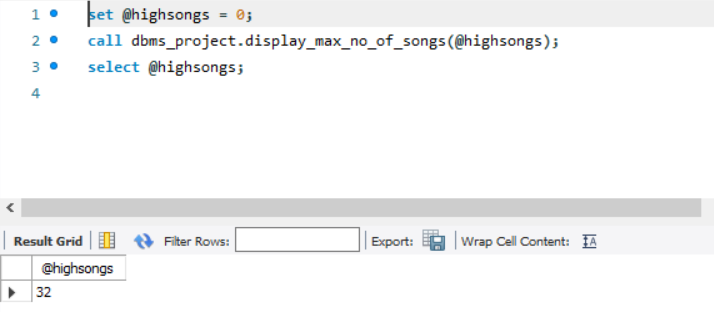 1 set @highsongs = 0;
2 call dbms_project.display_max_no_of_songs(@highsongs);
3 select @highsongs;
4
Result Grid Filter Rows: Export: Wrap Cell Content: IA
@highsongs
32